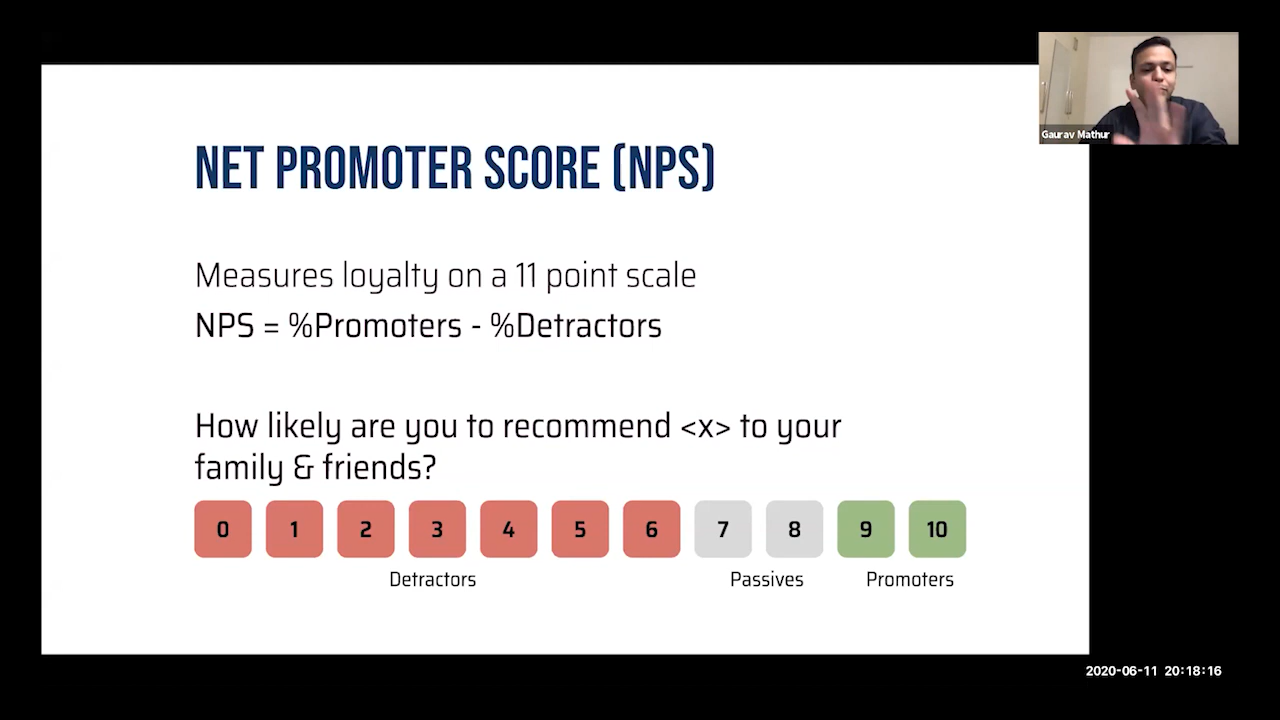 Gaurav Mathur
NET PROMOTER SCORE (NPS)
Measures loyalty on a 11 point scale
NPS = %Promoters - %Detractors
How likely are you to recommend <x> to your
family & friends?
0 1 2 3 4 5 6 7 8 9 10
Detractors Passives Promoters
2020-06-11 20:18:16